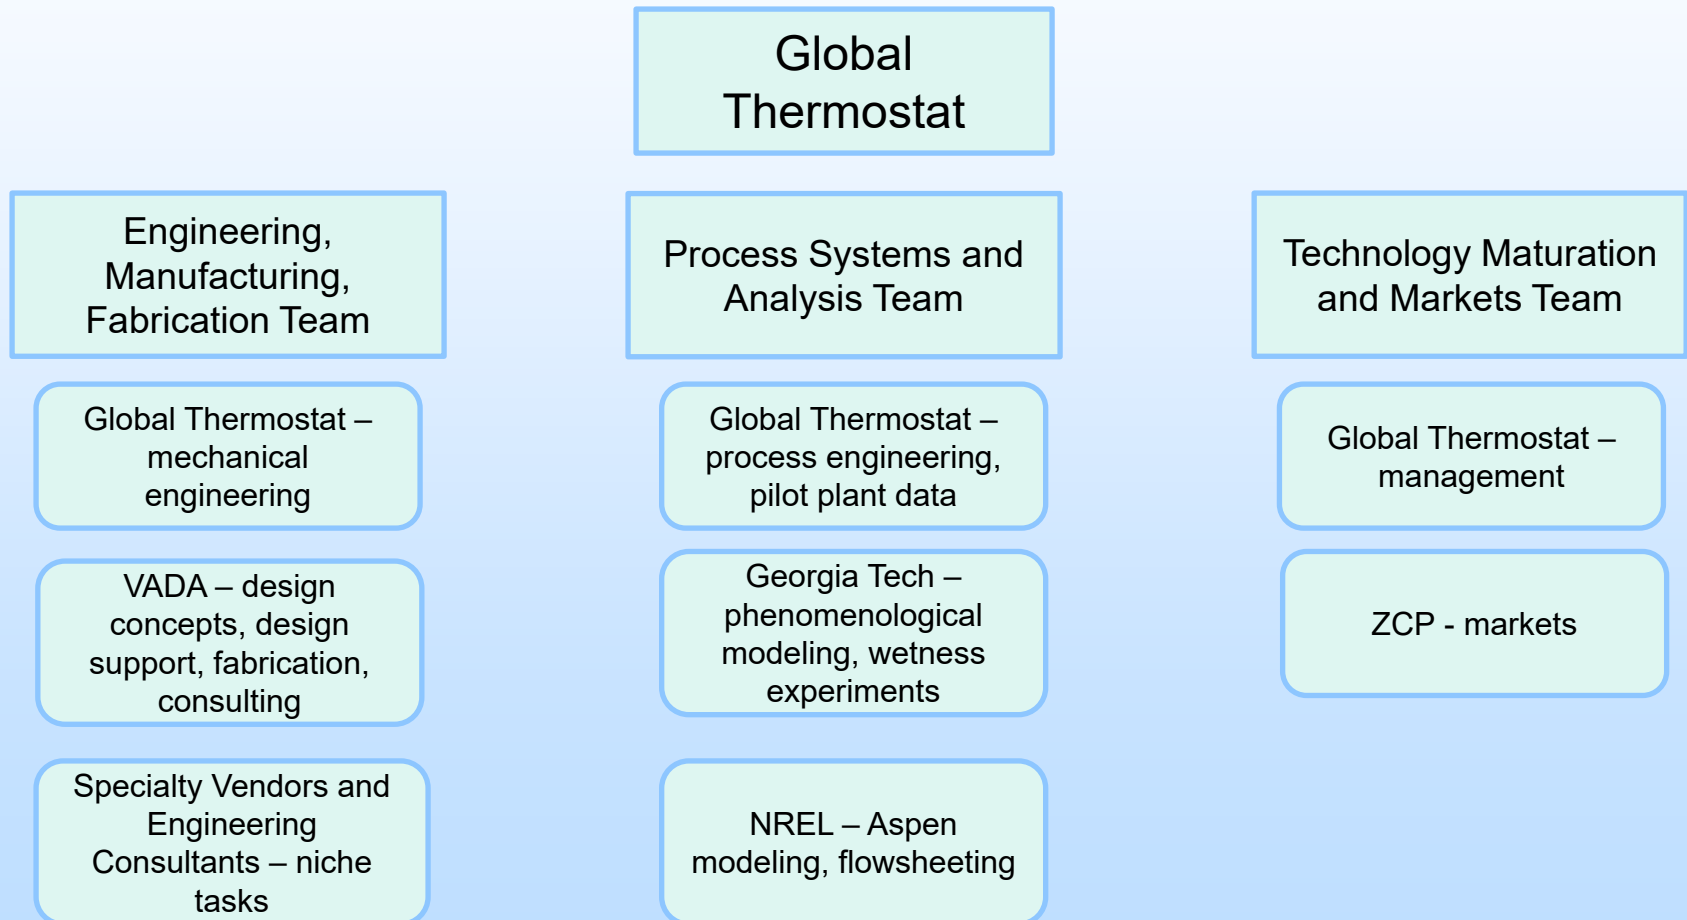 Global
Thermostat
Engineering,
Manufacturing,
Fabrication Team
Process Systems and
Analysis Team
Technology Maturation
and Markets Team
Global Thermostat –
mechanical
engineering
Global Thermostat –
process engineering,
pilot plant data
Global Thermostat –
management
VADA – design
concepts, design
support, fabrication,
consulting
Georgia Tech –
phenomenological
modeling, wetness
experiments
ZCP - markets
Specialty Vendors and
Engineering
Consultants – niche
tasks
NREL – Aspen
modeling, flowsheeting